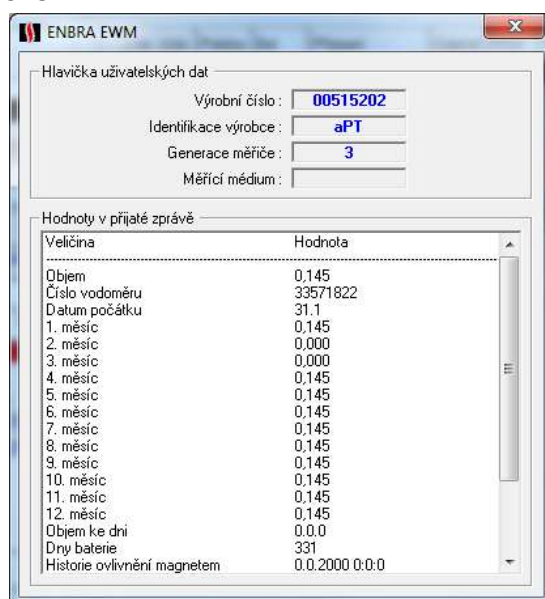 ENBRA EWM
Hlavička uživatelských dat
Výrobní číslo : 00515202
Identifikace výrobce : aPT
Generace měřiče : 3
Měřící médium :
Hodnoty v přijaté zprávě
Veličina Hodnota
Objem 0,145
Číslo vodoměru 33571822
Datum počátku 31.1
1. měsíc 0,145
2. měsíc 0,000
3. měsíc 0,000
4. měsíc 0,145
5. měsíc 0,145
6. měsíc 0,145
7. měsíc 0,145
8. měsíc 0,145
9. měsíc 0,145
10. měsíc 0,145
11. měsíc 0,145
12. měsíc 0,145
Objem ke dni 0.0.0
Dny baterie 331
Historie ovlivnění magnetem 0.0.2000 0:0:0